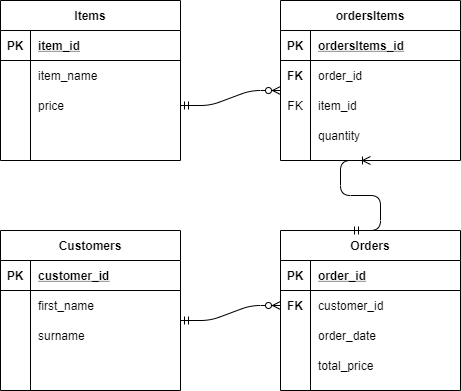 Items
PK item_id
item_name
price
ordersItems
PK ordersItems_id
FK order_id
FK item_id
quantity
Customers
PK customer_id
first_name
surname
Orders
PK order_id
FK customer_id
order_date
total_price